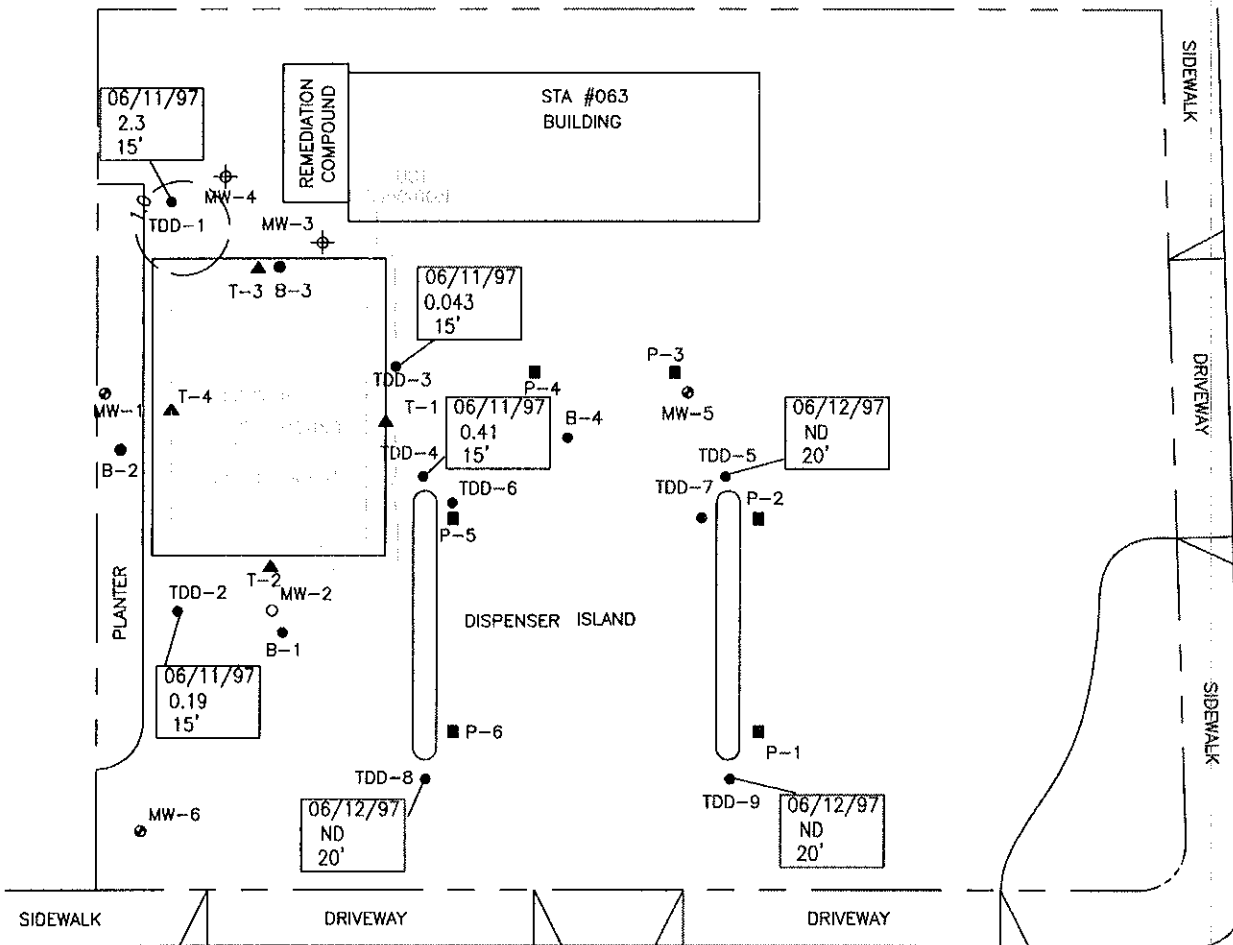 SIDEWALK
STA #063
BUILDING
REMEDIATION
COMPOUND
06/11/97
2.3
15'
MW-4
1.0
TDD-1
MW-3
T-3
B-3
06/11/97
0.043
15'
TDD-3
P-4
P-3
MW-5
MW-1
T-4
T-1
06/11/97
0.41
15'
B-4
06/12/97
ND
20'
DRIVEWAY
B-2
TDD-4
TDD-5
TDD-6
P-5
TDD-7
P-2
T-2
MW-2
TDD-2
B-1
PLANTER
DISPENSER ISLAND
06/11/97
0.19
15'
P-6
P-1
SIDEWALK
TDD-8
TDD-9
06/12/97
ND
20'
06/12/97
ND
20'
MW-6
SIDEWALK
DRIVEWAY
DRIVEWAY